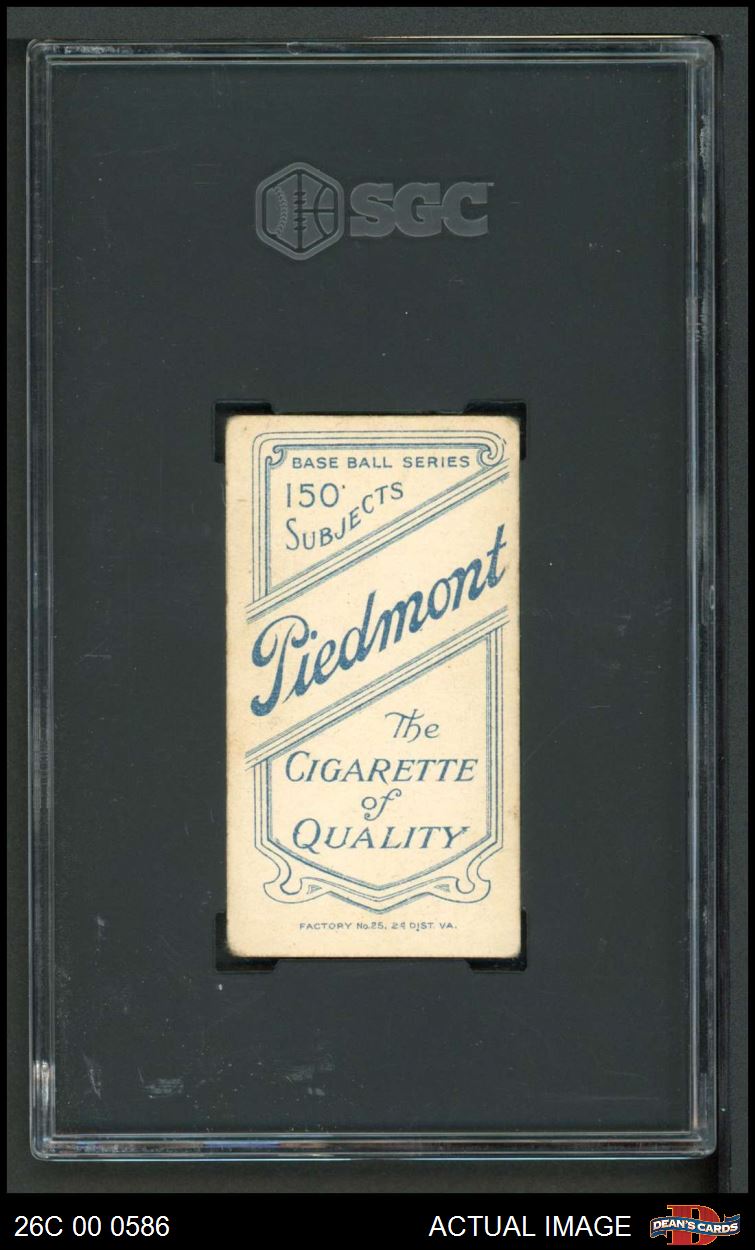 SGC
BASE BALL SERIES
150 SUBJECTS
Piedmont
The
CIGARETTE
of
QUALITY
FACTORY No. 25, 2d DIST. VA.
26C 00 0586
ACTUAL IMAGE
DEAN'S CARDS